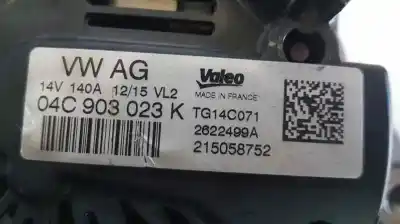 VW AG
14V 140A 12/15 VL2
04C 903 023 K
Valeo
MADE IN FRANCE
TG14C071
2622499A
215058752